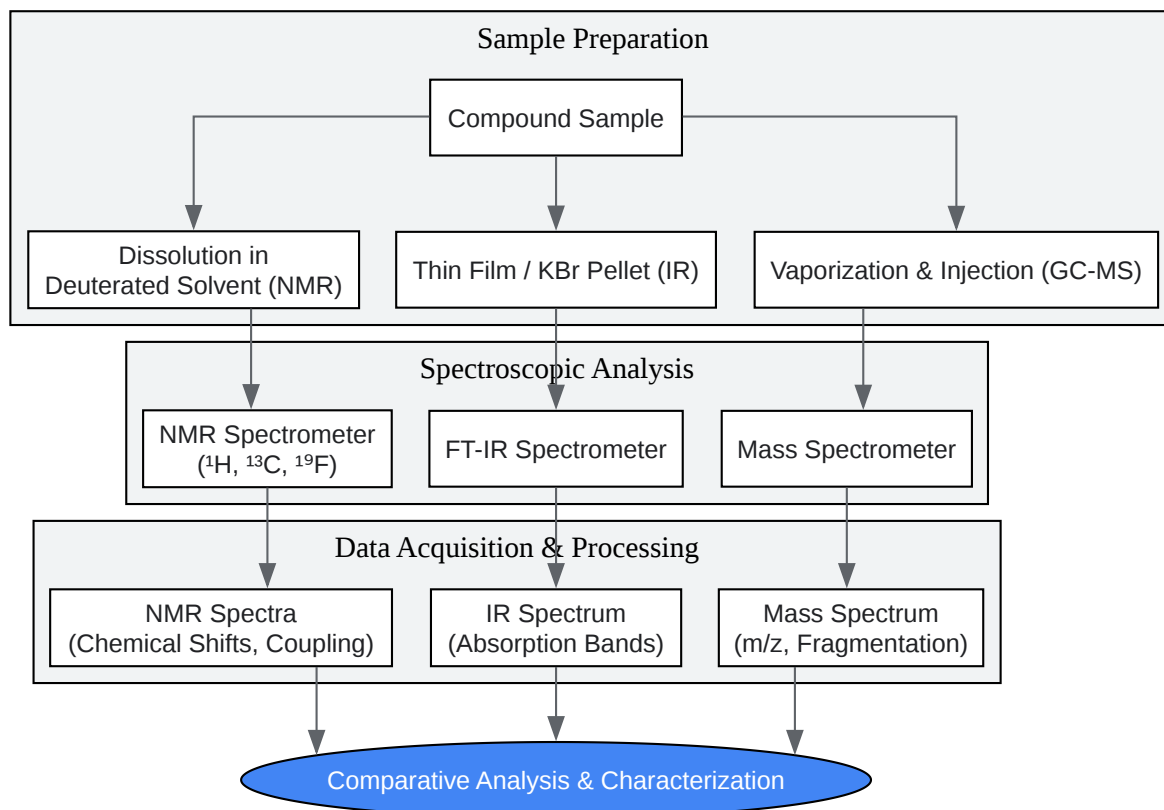 Sample Preparation
Compound Sample
Dissolution in
Deuterated Solvent (NMR)
Thin Film / KBr Pellet (IR)
Vaporization & Injection (GC-MS)
Spectroscopic Analysis
NMR Spectrometer
(¹H, ¹³C, ¹⁹F)
FT-IR Spectrometer
Mass Spectrometer
Data Acquisition & Processing
NMR Spectra
(Chemical Shifts, Coupling)
IR Spectrum
(Absorption Bands)
Mass Spectrum
(m/z, Fragmentation)
Comparative Analysis & Characterization